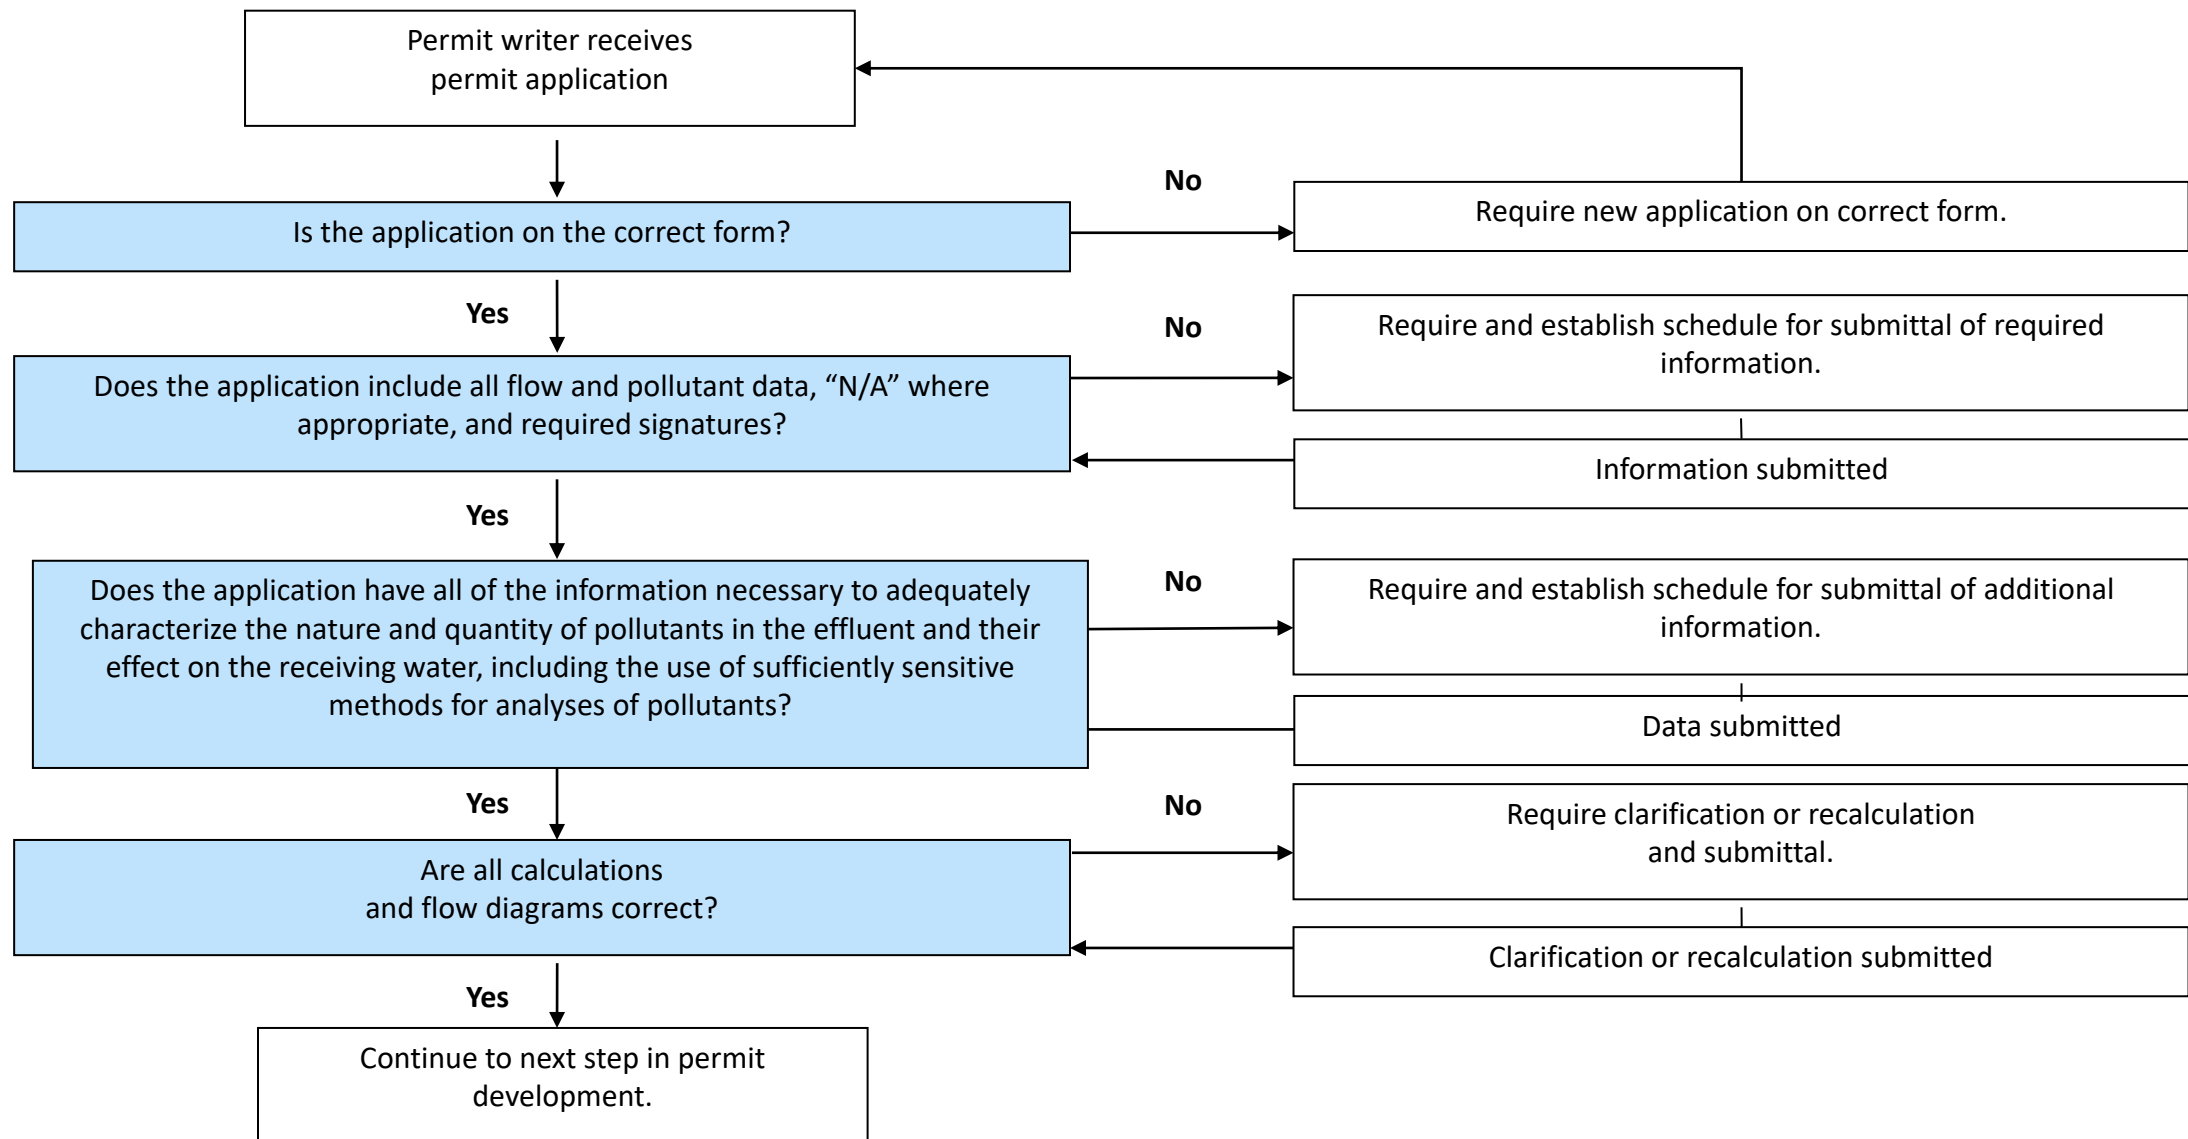 Permit writer receives
permit application
No
Is the application on the correct form?
Require new application on correct form.
Yes
No
Does the application include all flow and pollutant data, “N/A” where
appropriate, and required signatures?
Require and establish schedule for submittal of required
information.
Information submitted
Yes
No
Does the application have all of the information necessary to adequately
characterize the nature and quantity of pollutants in the effluent and their
effect on the receiving water, including the use of sufficiently sensitive
methods for analyses of pollutants?
Require and establish schedule for submittal of additional
information.
Data submitted
Yes
No
Are all calculations
and flow diagrams correct?
Require clarification or recalculation
and submittal.
Clarification or recalculation submitted
Yes
Continue to next step in permit
development.